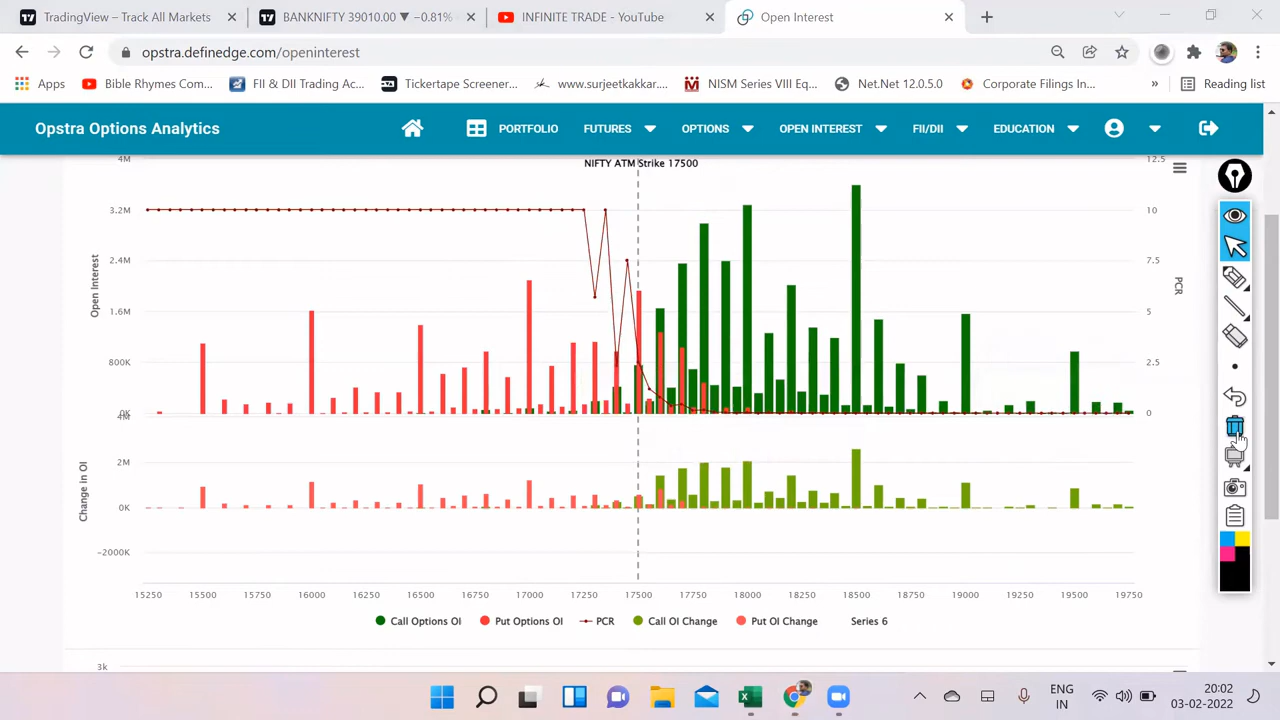 TradingView – Track All Markets
BANKNIFTY 39010.00 ▼ −0.81%
INFINITE TRADE - YouTube
Open Interest
opstra.definedge.com/openinterest
Apps
Bible Rhymes Com...
FII & DII Trading Ac...
Tickertape Screener...
www.surjeetkakkar....
NISM Series VIII Eq...
Net.Net 12.0.5.0
Corporate Filings In...
»
Reading list
Opstra Options Analytics
PORTFOLIO
FUTURES
OPTIONS
OPEN INTEREST
FII/DII
EDUCATION
NIFTY ATM Strike 17500
4M
3.2M
2.4M
1.6M
800K
0K
Open Interest
12.5
10
7.5
5
2.5
0
PCR
4M
2M
0K
−2000K
Change in OI
15250 15500 15750 16000 16250 16500 16750 17000 17250 17500 17750 18000 18250 18500 18750 19000 19250 19500 19750
Call Options OI Put Options OI PCR Call OI Change Put OI Change Series 6
3k
ENG
IN
20:02
03-02-2022